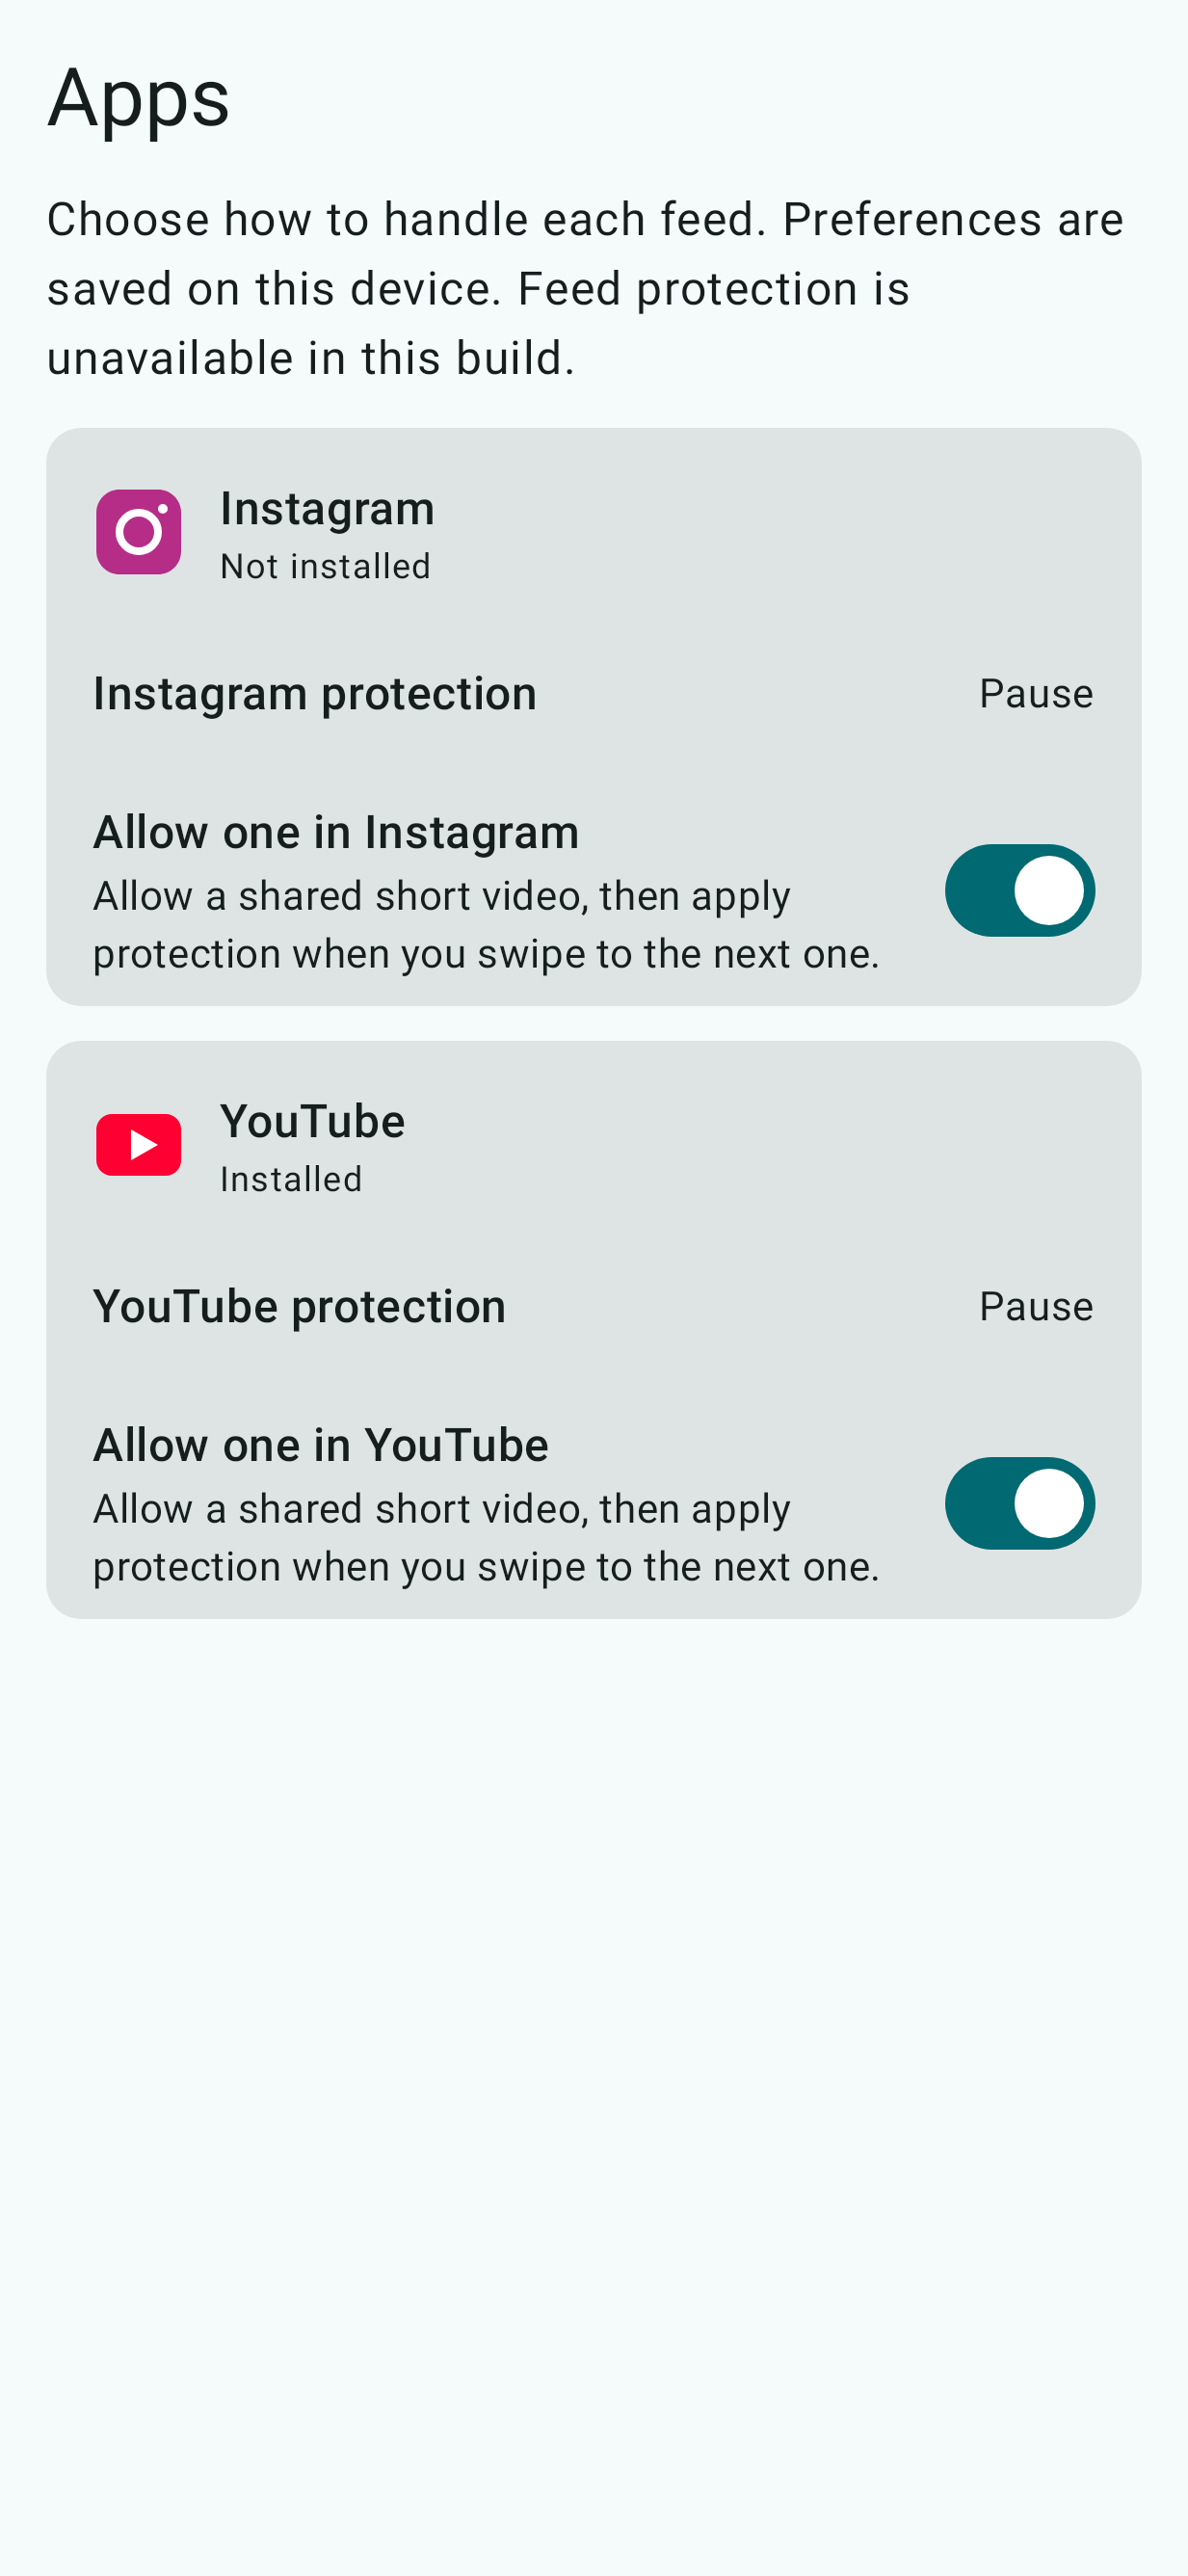 Apps
Choose how to handle each feed. Preferences are
saved on this device. Feed protection is
unavailable in this build.
Instagram
Not installed
Instagram protection
Pause
Allow one in Instagram
Allow a shared short video, then apply
protection when you swipe to the next one.
YouTube
Installed
YouTube protection
Pause
Allow one in YouTube
Allow a shared short video, then apply
protection when you swipe to the next one.